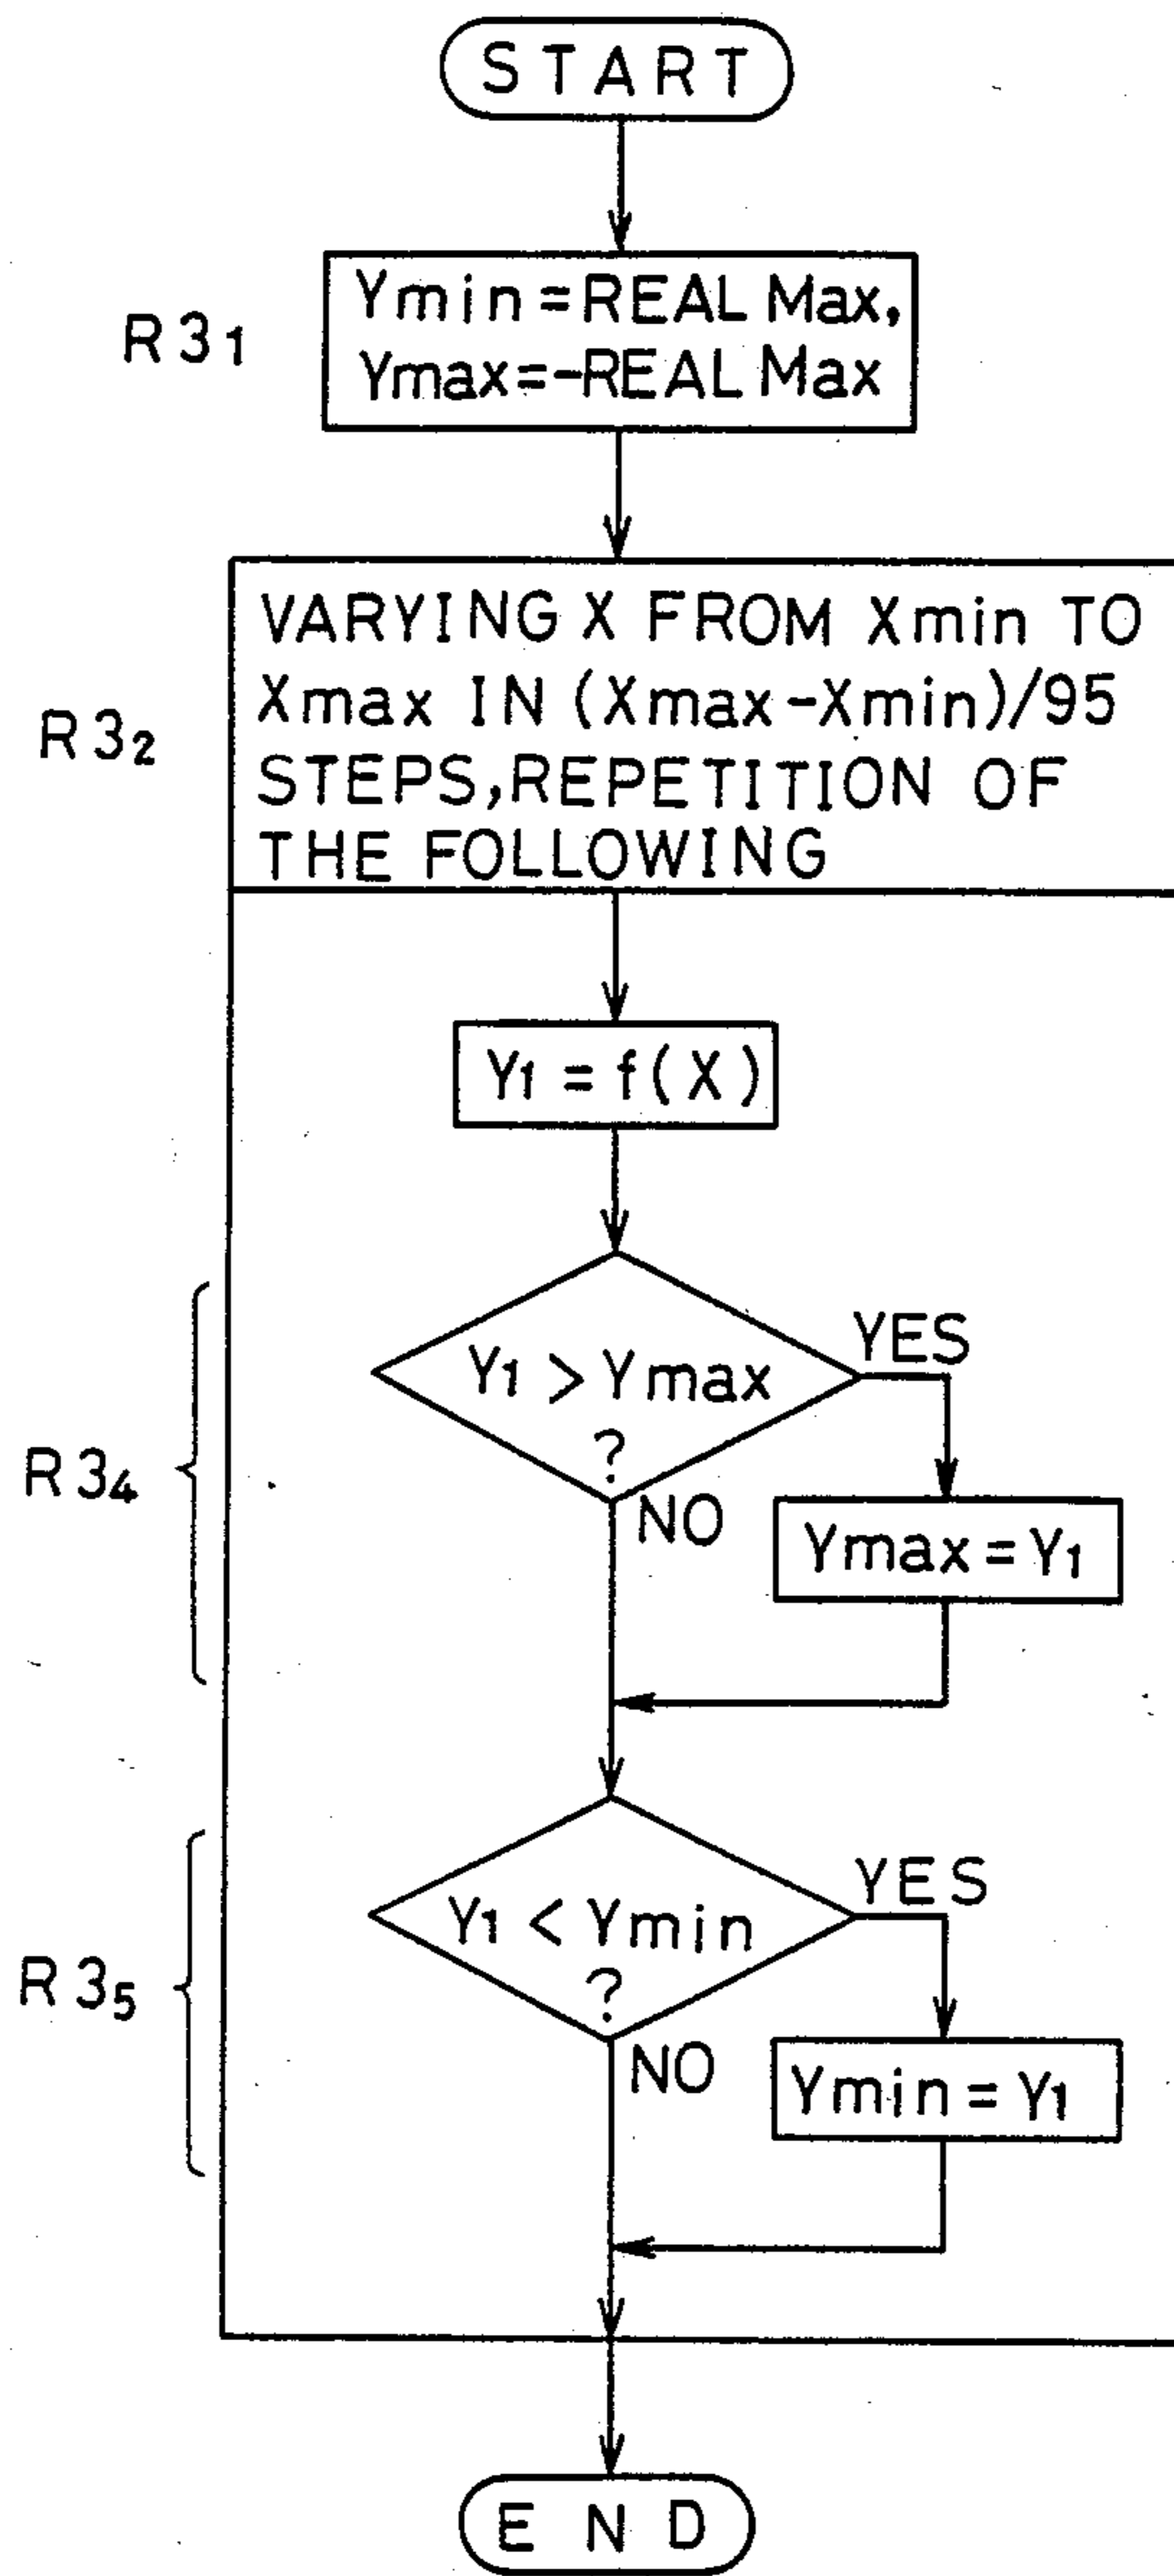 START
R31
Ymin=REAL Max,
Ymax=-REAL Max
R32
VARYING X FROM Xmin TO
Xmax IN (Xmax-Xmin)/95
STEPS,REPETITION OF
THE FOLLOWING
Y1 = f(X)
R34
Y1 > Ymax
?
YES
NO
Ymax = Y1
R35
Y1 < Ymin
?
YES
NO
Ymin = Y1
END